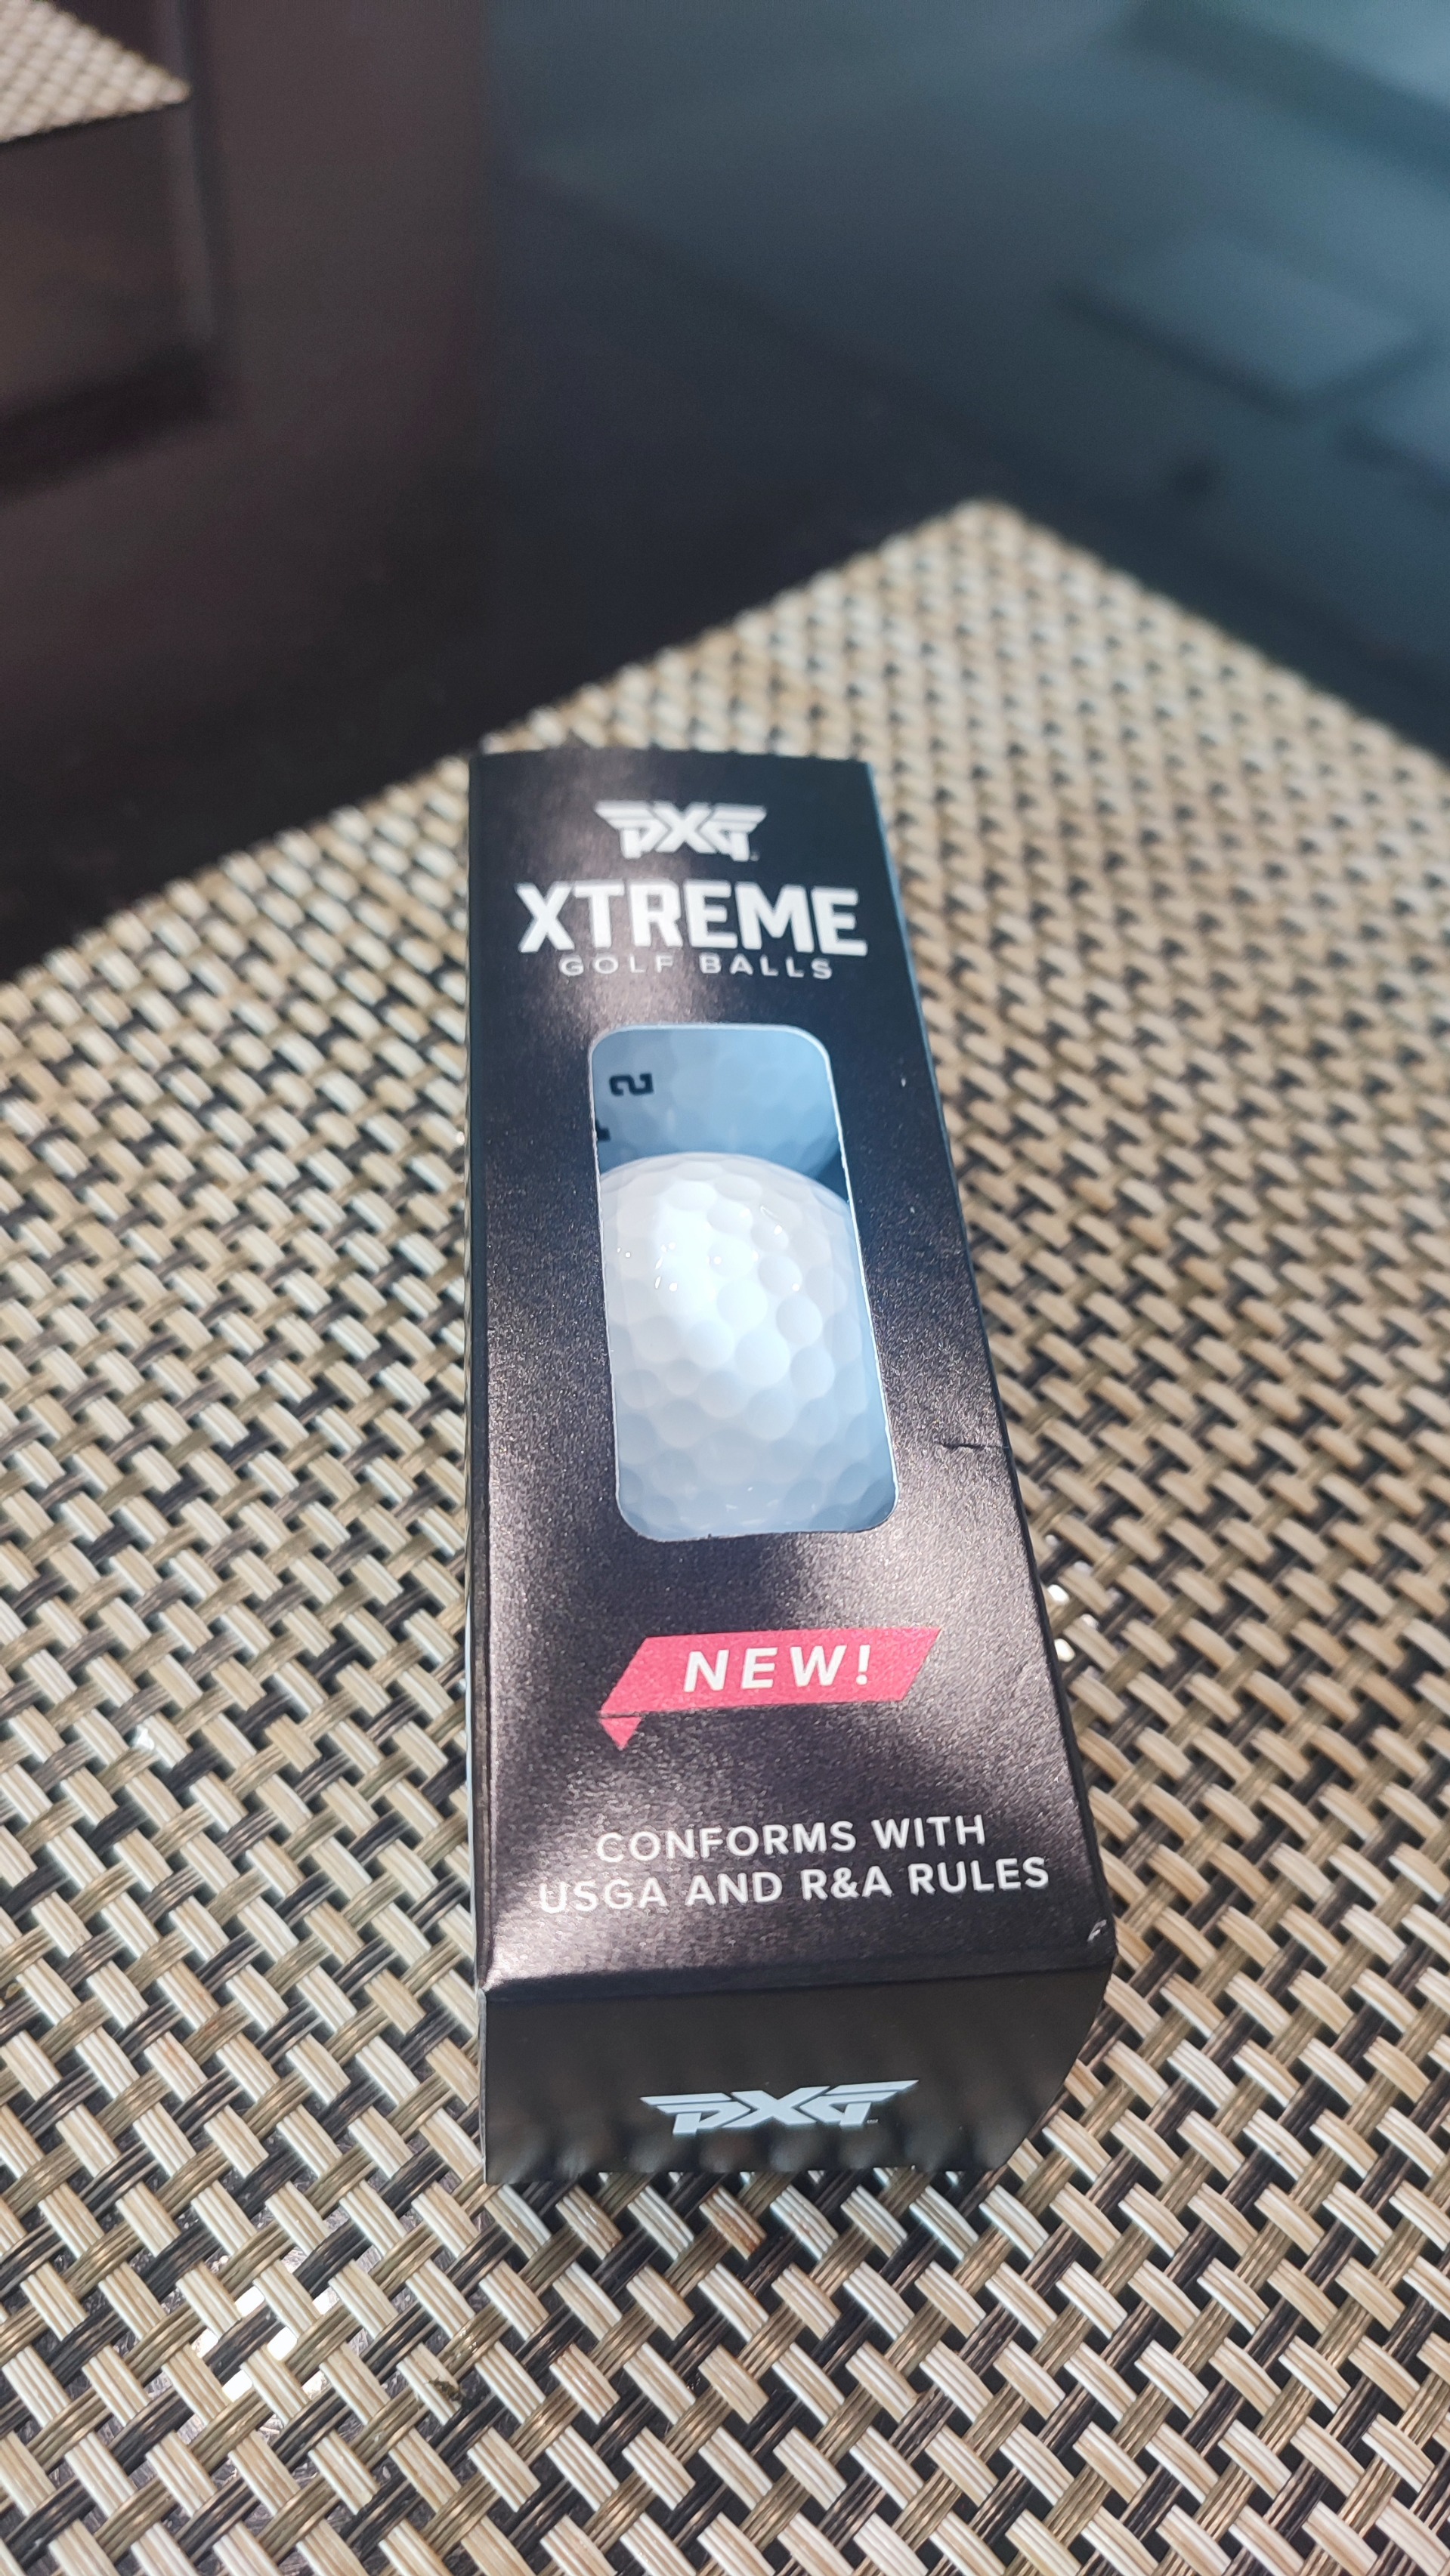 PXG
XTREME
GOLF BALLS
2
NEW!
CONFORMS WITH
USGA AND R&A RULES
PXG